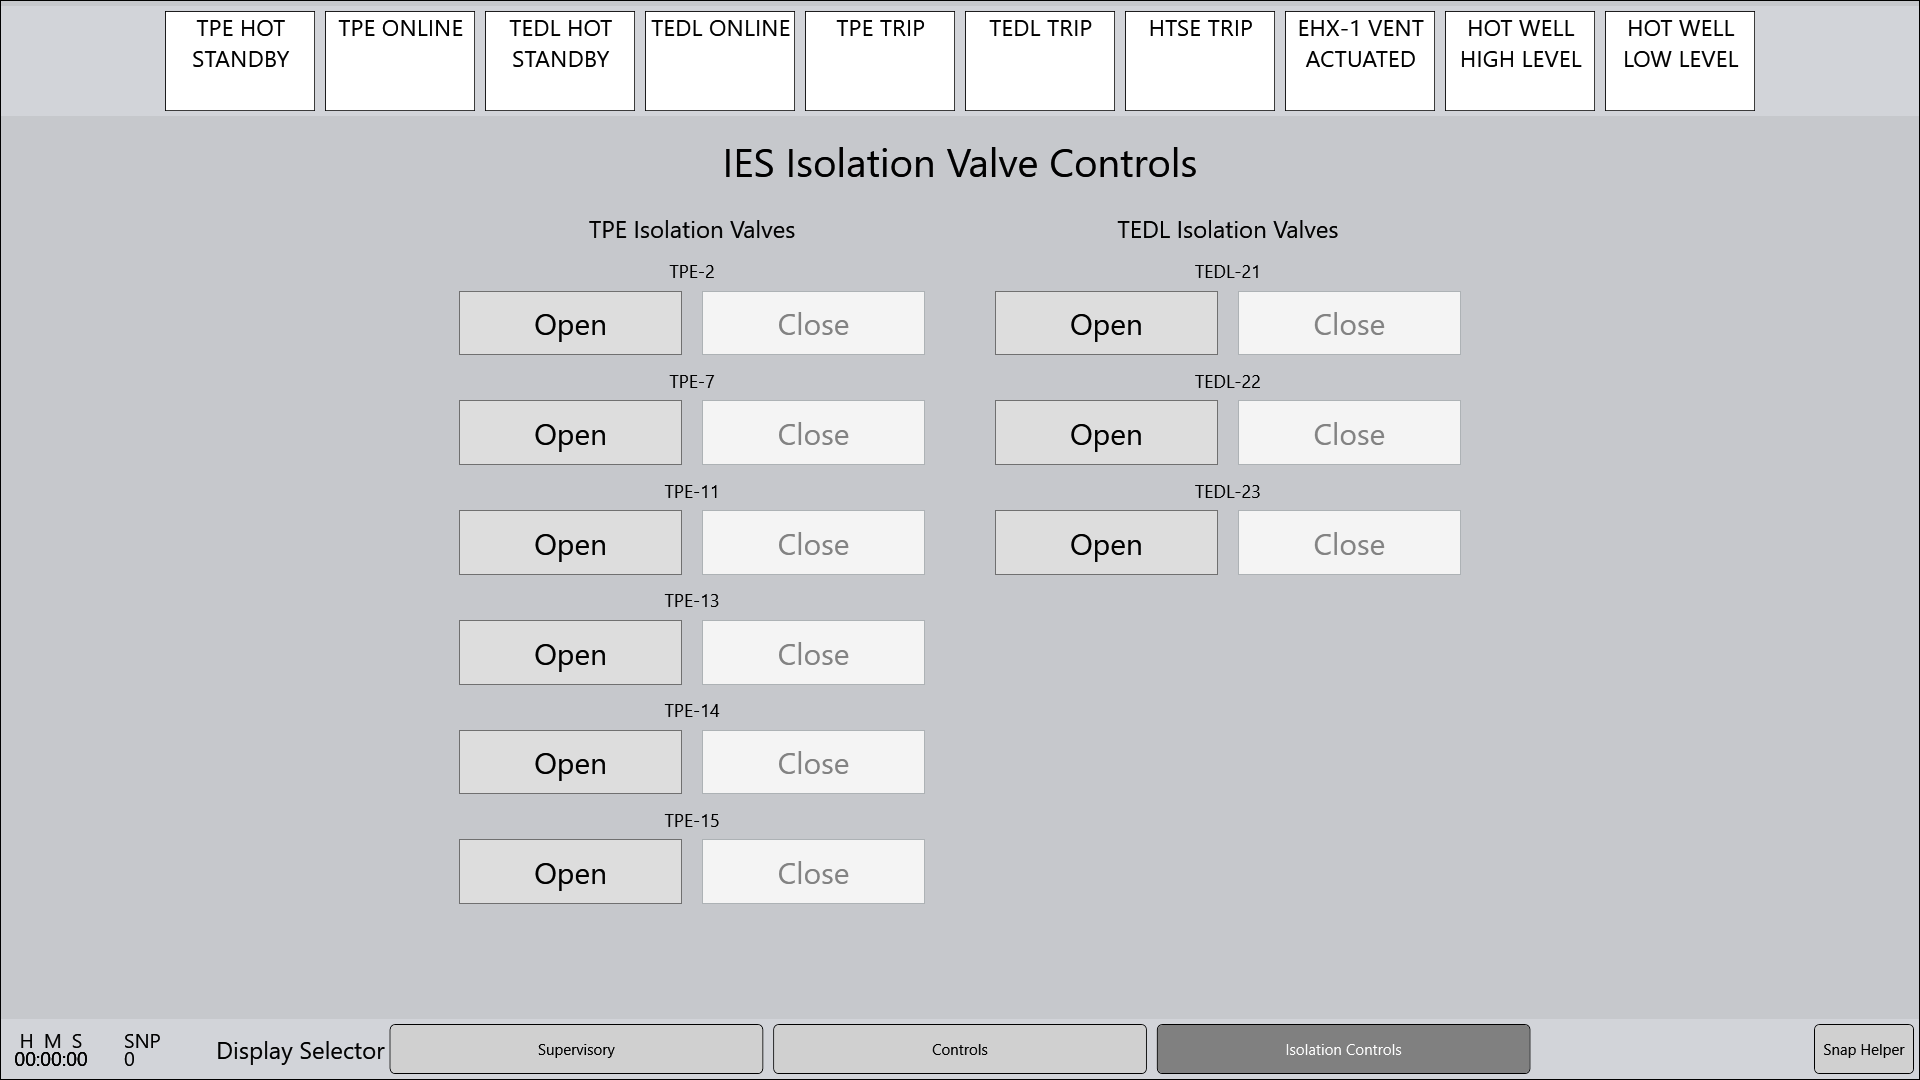 TPE HOT
STANDBY
TPE ONLINE
TEDL HOT
STANDBY
TEDL ONLINE
TPE TRIP
TEDL TRIP
HTSE TRIP
EHX-1 VENT
ACTUATED
HOT WELL
HIGH LEVEL
HOT WELL
LOW LEVEL
IES Isolation Valve Controls
TPE Isolation Valves
TPE-2
Open Close
TPE-7
Open Close
TPE-11
Open Close
TPE-13
Open Close
TPE-14
Open Close
TPE-15
Open Close
TEDL Isolation Valves
TEDL-21
Open Close
TEDL-22
Open Close
TEDL-23
Open Close
H M S
00:00:00
SNP
0
Display Selector
Supervisory
Controls
Isolation Controls
Snap Helper